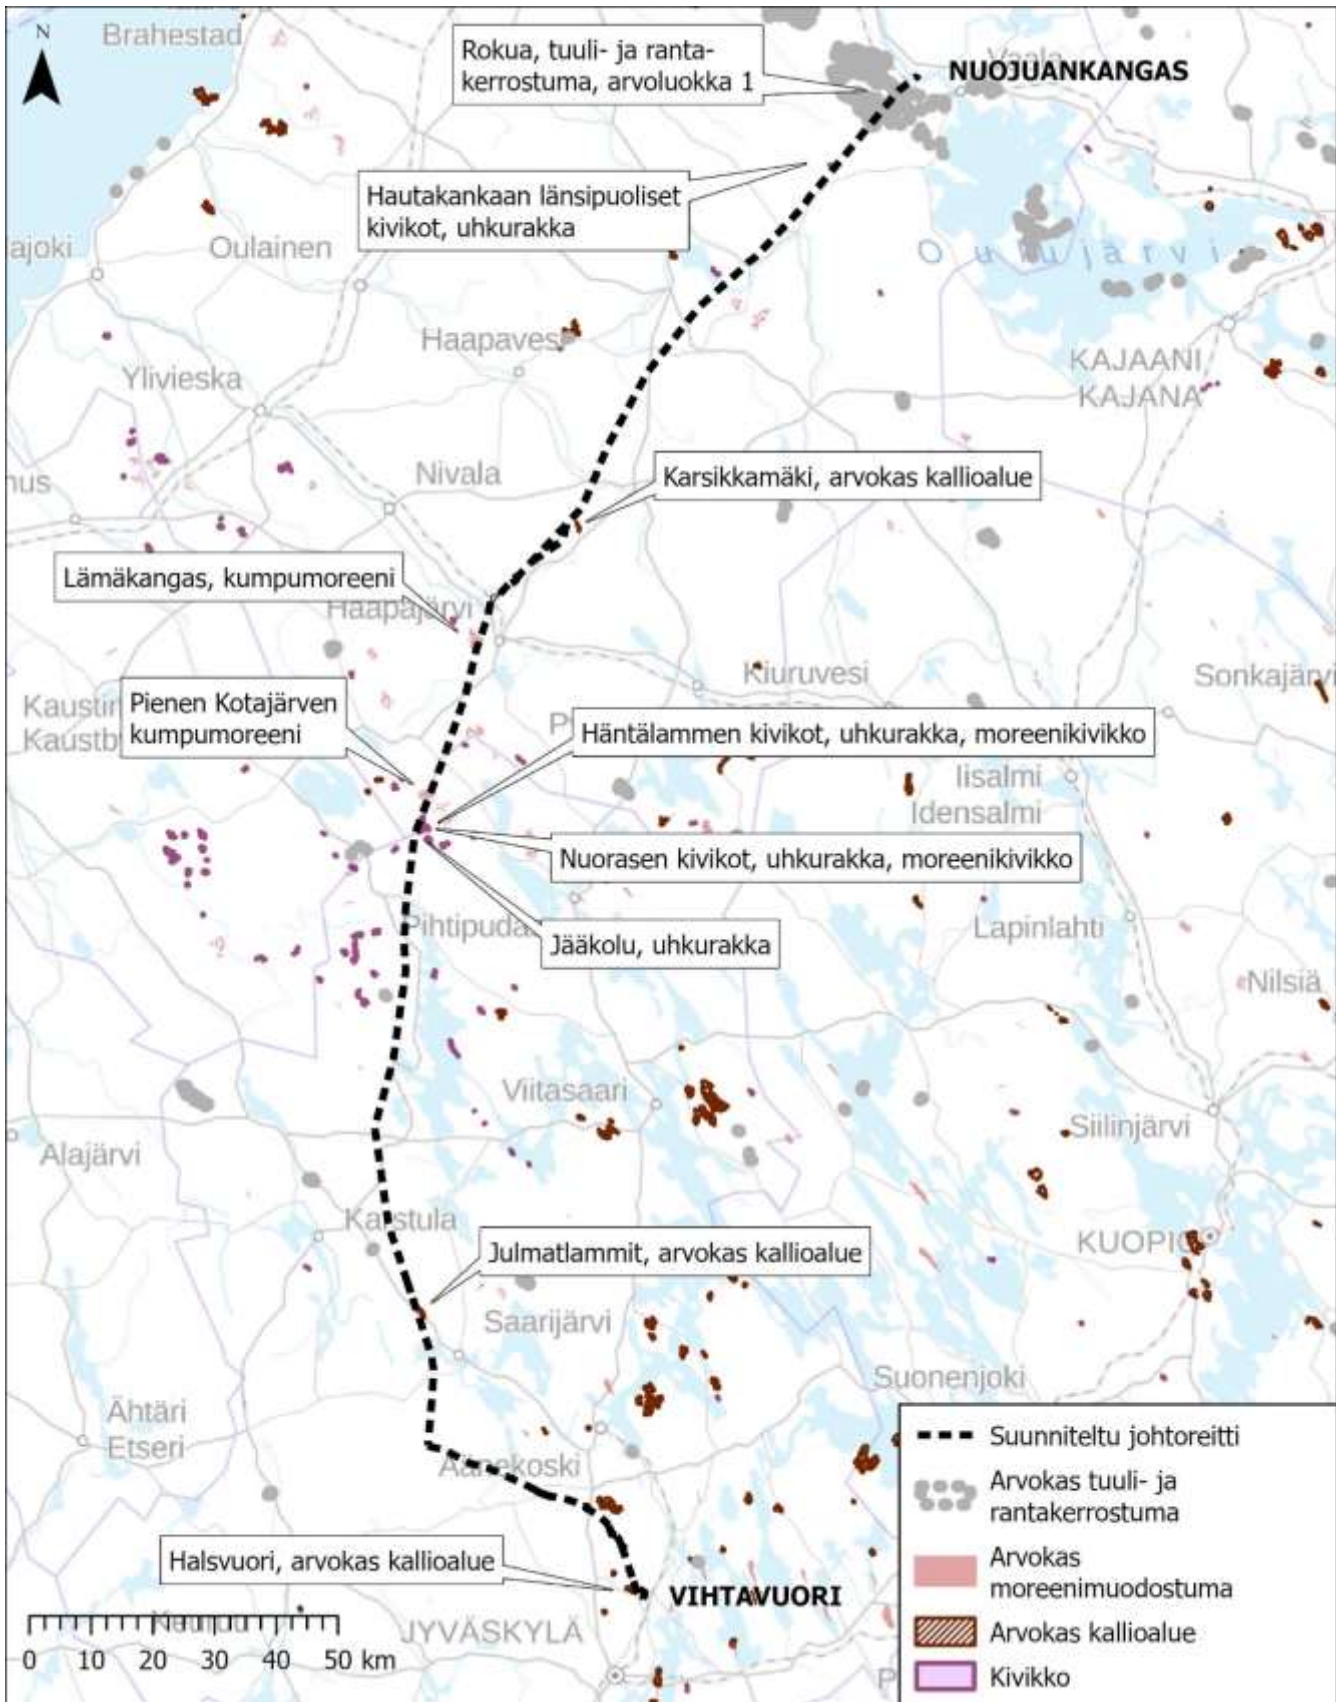 N
Brahestad
Rokua, tuuli- ja ranta-
kerrostuma, arvoluokka 1
Vaala
NUOJUANKANGAS
Hautakankaan länsipuoliset
kivikot, uhkurakka
ajoki
Oulainen
Oulujärvi
Haapavesi
KAJAANI
KAJANA
Ylivieska
Nivala
Karsikkamäki, arvokas kallioalue
nus
Lämäkangas, kumpumoreeni
Haapajärvi
Kiuruvesi
Sonkajärvi
Kaustin
Kaustb
Pienen Kotajärven
kumpumoreeni
P
Häntälammen kivikot, uhkurakka, moreenikivikko
Iisalmi
Idensalmi
Nuorasen kivikot, uhkurakka, moreenikivikko
Pihtipudas
Jääkolu, uhkurakka
Lapinlahti
Nilsiä
Viitasaari
Siilinjärvi
Alajärvi
Karstula
KUOPIO
Julmatlammit, arvokas kallioalue
Saarijärvi
Suonenjoki
Ähtäri
Etseri
Äänekoski
Suunniteltu johtoreitti
Arvokas tuuli- ja
rantakerrostuma
Arvokas
moreenimuodostuma
Arvokas kallioalue
Kivikko
Halsvuori, arvokas kallioalue
VIHTAVUORI
JYVÄSKYLÄ
P
0 10 20 30 40 50 km